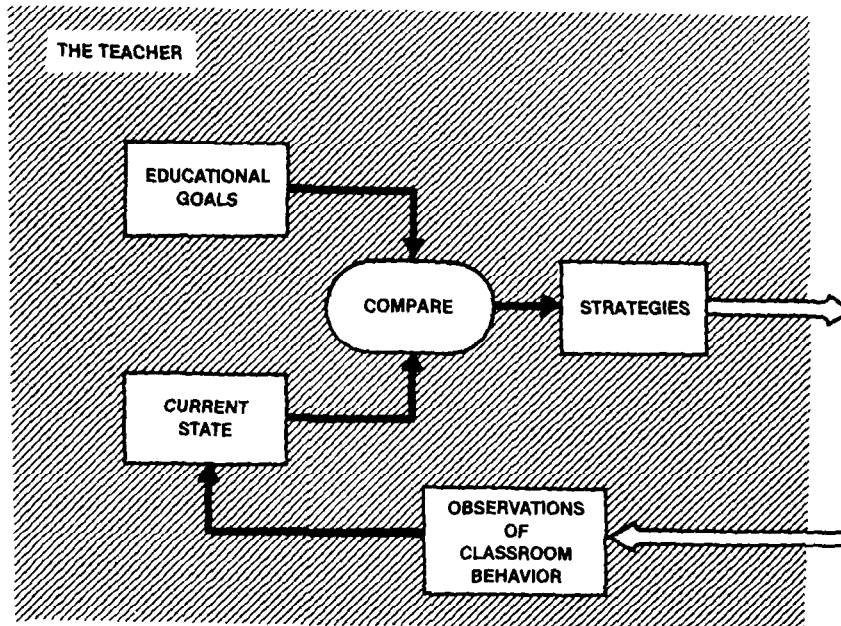 THE TEACHER
EDUCATIONAL
GOALS
COMPARE
STRATEGIES
CURRENT
STATE
OBSERVATIONS
OF
CLASSROOM
BEHAVIOR